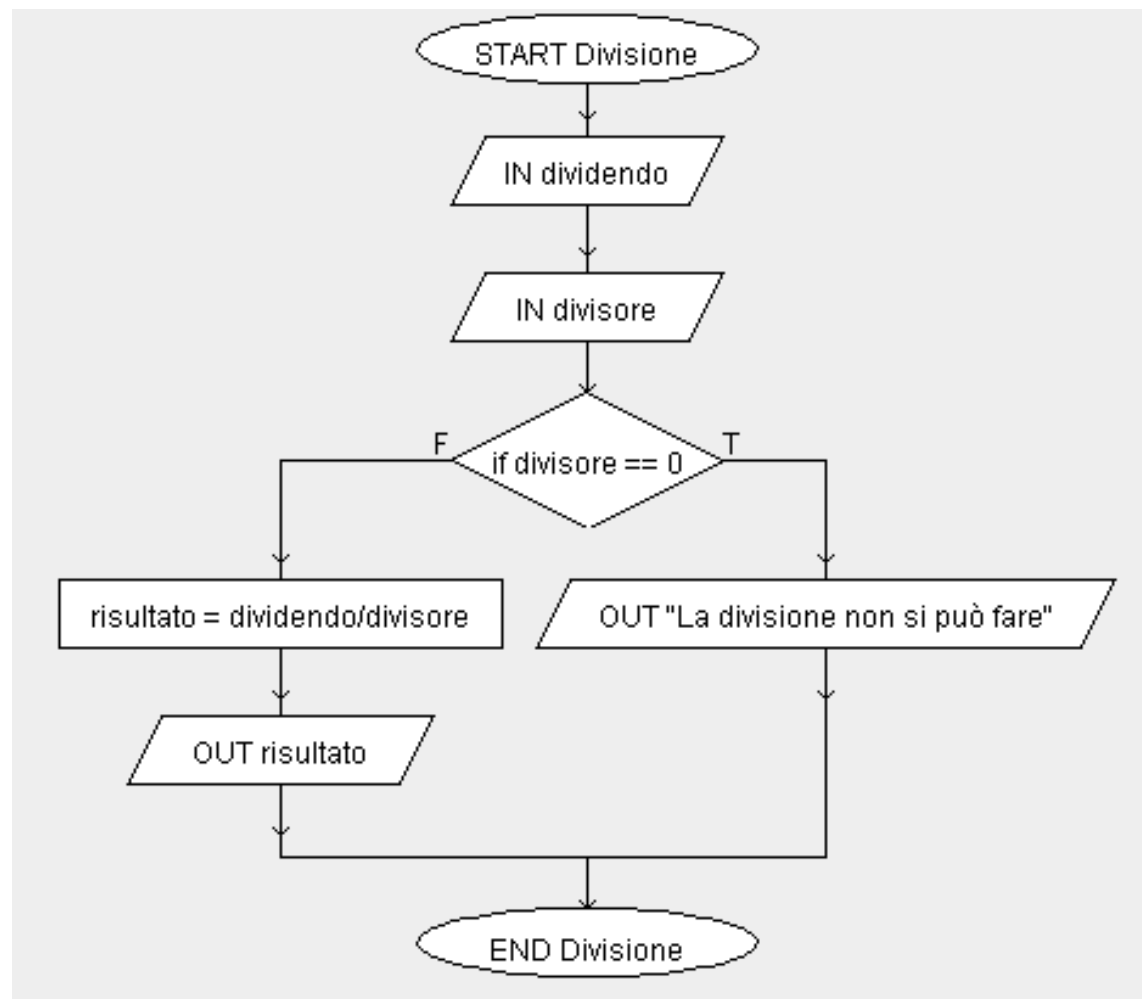 START Divisione
IN dividendo
IN divisore
F
if divisore == 0
T
risultato = dividendo/divisore
OUT "La divisione non si può fare"
OUT risultato
END Divisione